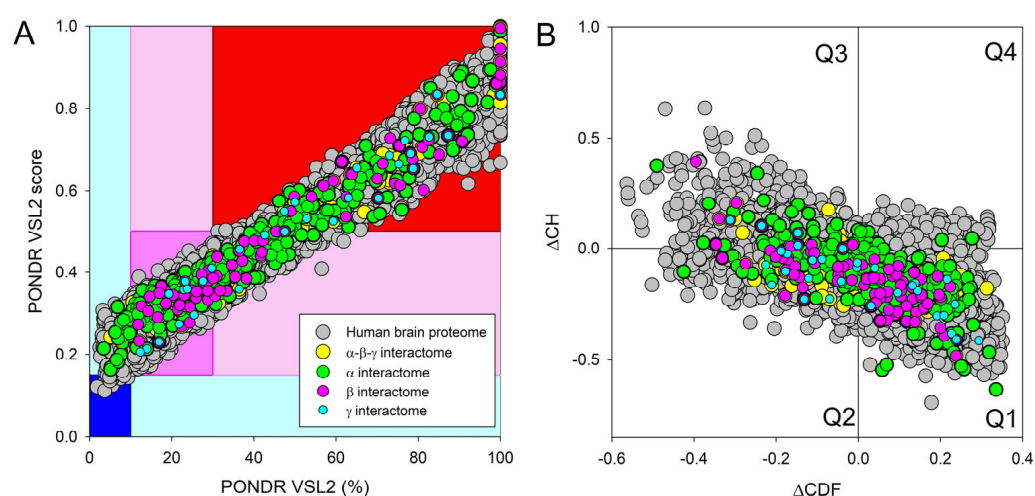 A
PONDR VSL2 score
1.0
0.8
0.6
0.4
0.2
0.0
0
20
40
60
80
100
PONDR VSL2 (%)
Human brain proteome
α-β-γ interactome
α interactome
β interactome
γ interactome
B
Q3
Q4
Q2
Q1
ΔCH
1.0
0.5
0.0
-0.5
-0.6
-0.4
-0.2
0.0
0.2
0.4
ΔCDF